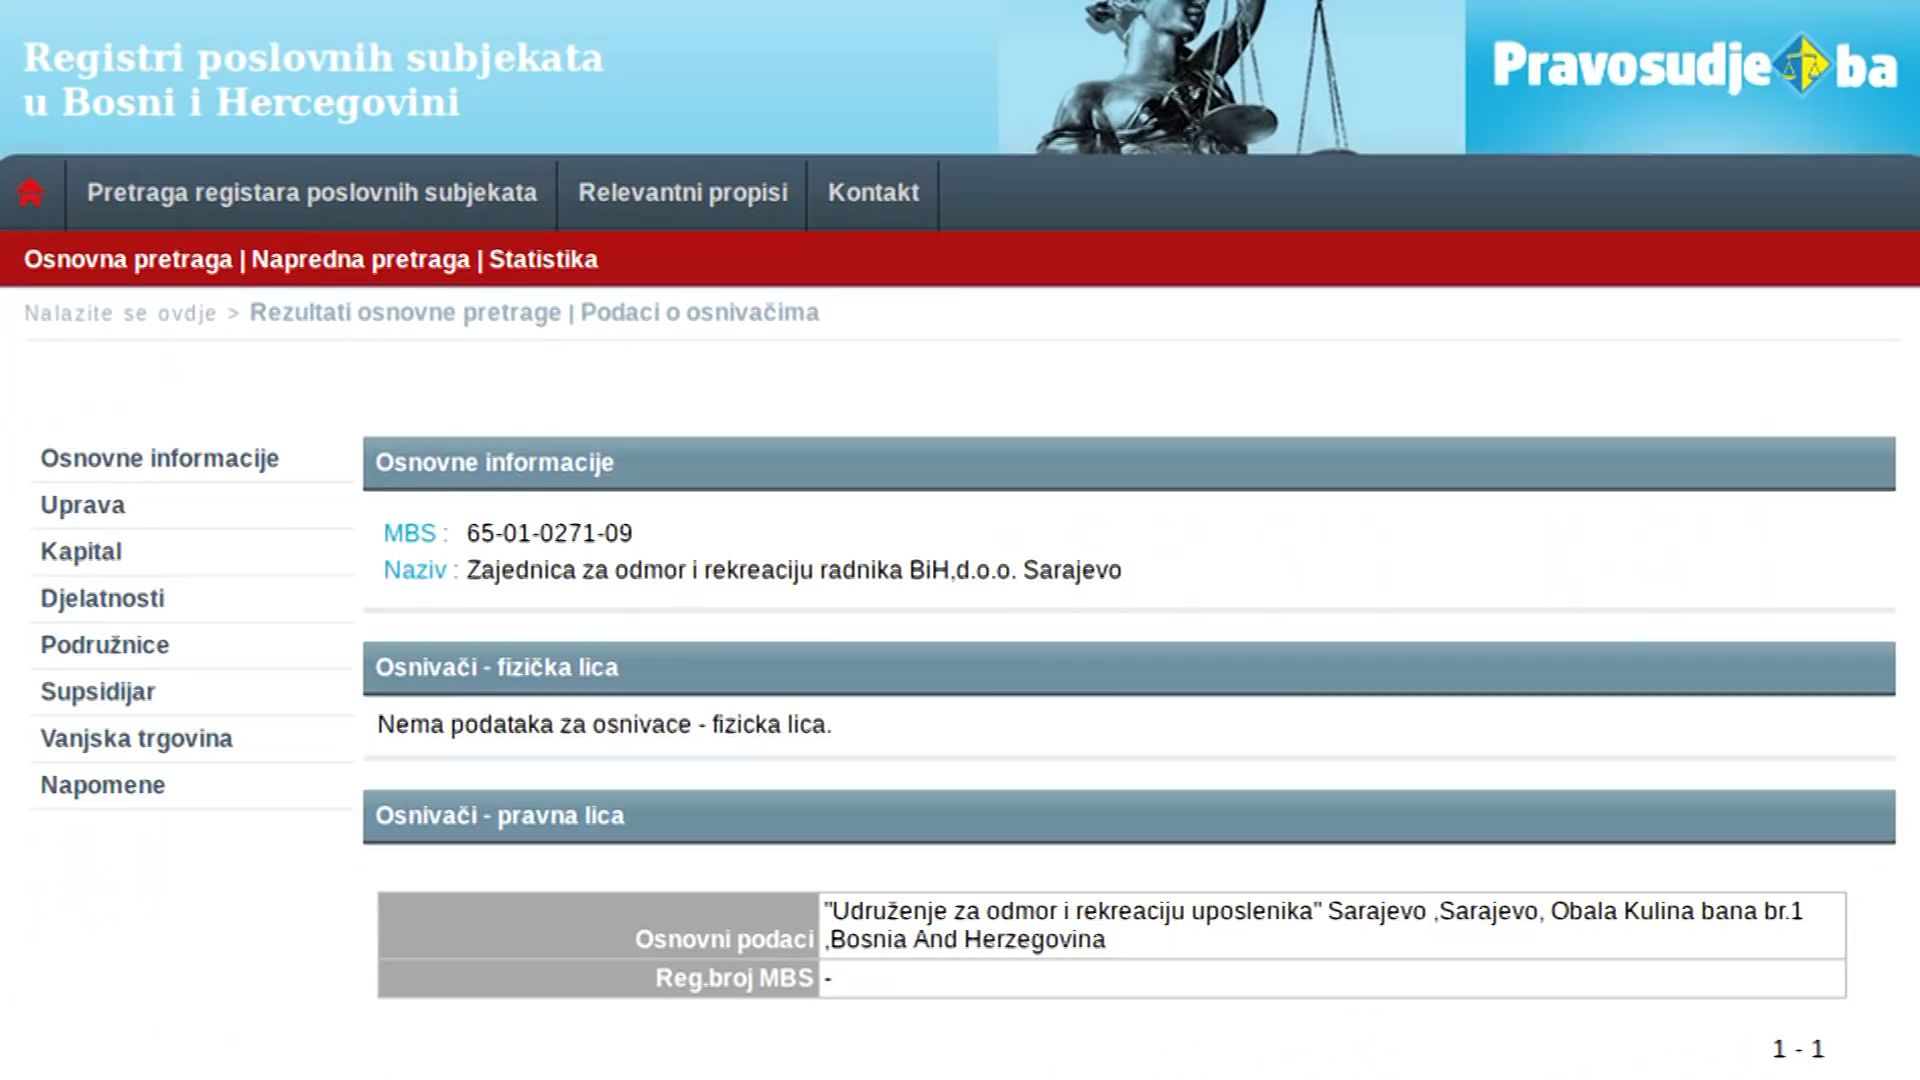 Registri poslovnih subjekata
u Bosni i Hercegovini
Pravosudje ba
Pretraga registara poslovnih subjekata
Relevantni propisi
Kontakt
Osnovna pretraga | Napredna pretraga | Statistika
Nalazite se ovdje > Rezultati osnovne pretrage | Podaci o osnivačima
Osnovne informacije
Uprava
Kapital
Djelatnosti
Podružnice
Supsidijar
Vanjska trgovina
Napomene
Osnovne informacije
MBS : 65-01-0271-09
Naziv : Zajednica za odmor i rekreaciju radnika BiH,d.o.o. Sarajevo
Osnivači - fizička lica
Nema podataka za osnivace - fizicka lica.
Osnivači - pravna lica
Osnovni podaci "Udruženje za odmor i rekreaciju uposlenika" Sarajevo ,Sarajevo, Obala Kulina bana br.1
,Bosnia And Herzegovina
Reg.broj MBS -
1 - 1